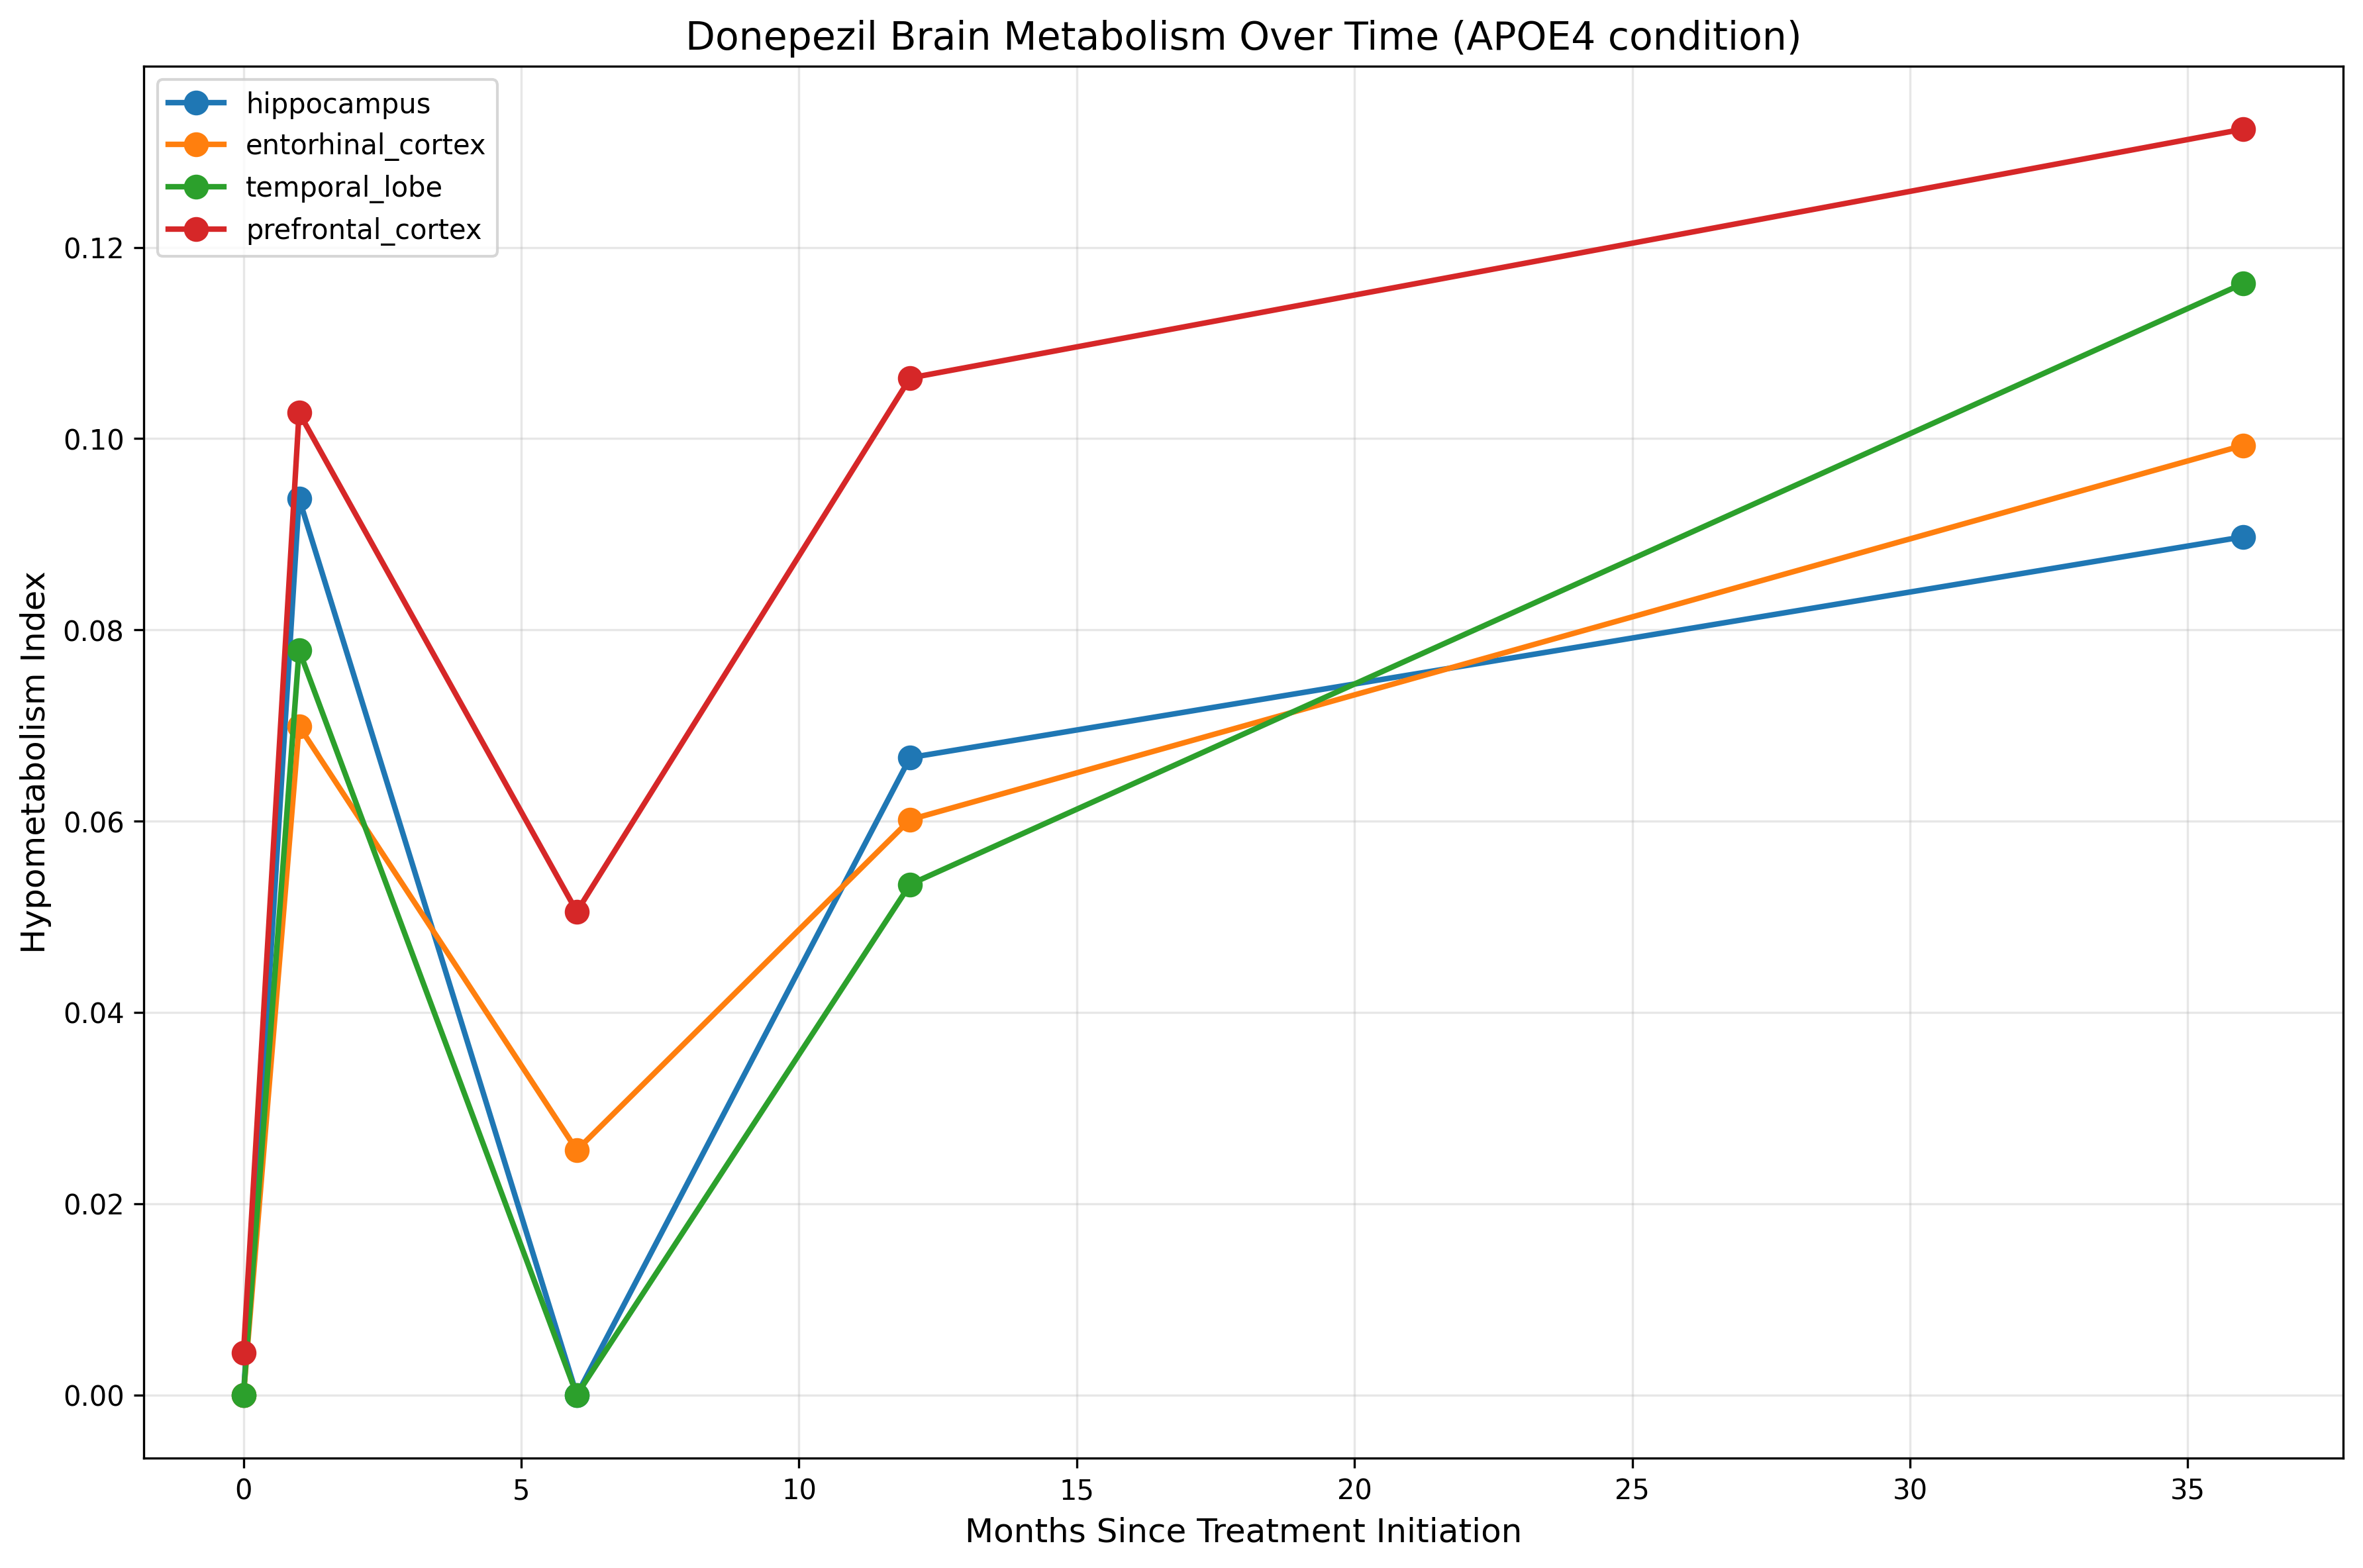 Donepezil Brain Metabolism Over Time (APOE4 condition)
hippocampus
entorhinal_cortex
temporal_lobe
prefrontal_cortex
Hypometabolism Index
0.12
0.10
0.08
0.06
0.04
0.02
0.00
0 5 10 15 20 25 30 35
Months Since Treatment Initiation